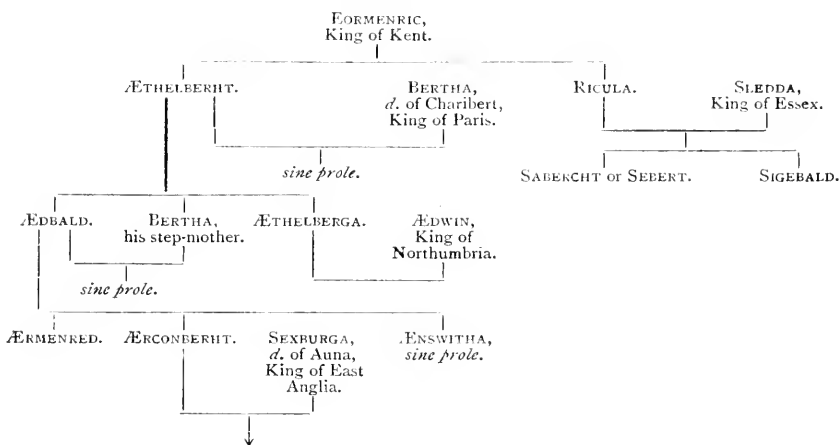 EORMENRIC,
King of Kent.
ÆTHELBERHT.
BERTHA,
d. of Charibert,
King of Paris.
RICULA.
SLEDDA,
King of Essex.
sine prole.
SABERCHT or SEBERT.
SIGEBALD.
ÆDBALD.
BERTHA,
his step-mother.
ÆTHELBERGA.
ÆDWIN,
King of
Northumbria.
sine prole.
ÆRMENRED.
ÆRCONBERHT.
SEXBURGA,
d. of Auna,
King of East
Anglia.
ÆNSWITHA,
sine prole.